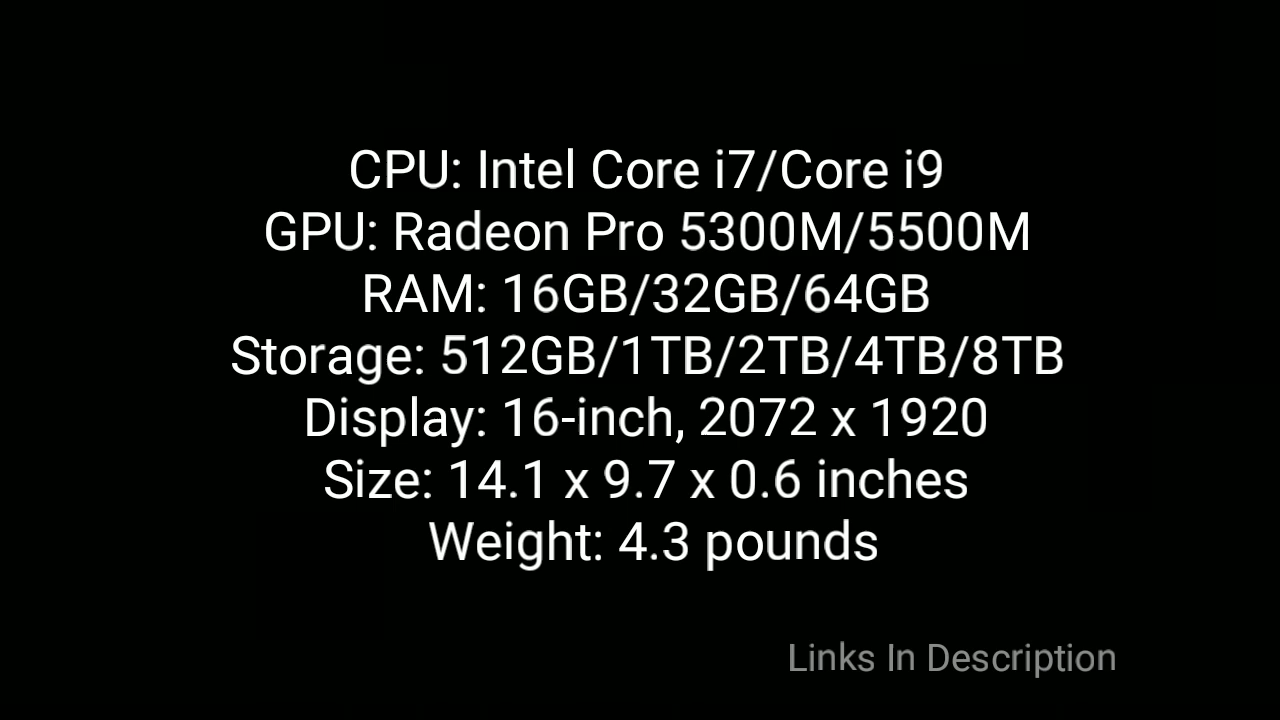 CPU: Intel Core i7/Core i9
GPU: Radeon Pro 5300M/5500M
RAM: 16GB/32GB/64GB
Storage: 512GB/1TB/2TB/4TB/8TB
Display: 16-inch, 2072 x 1920
Size: 14.1 x 9.7 x 0.6 inches
Weight: 4.3 pounds
Links In Description